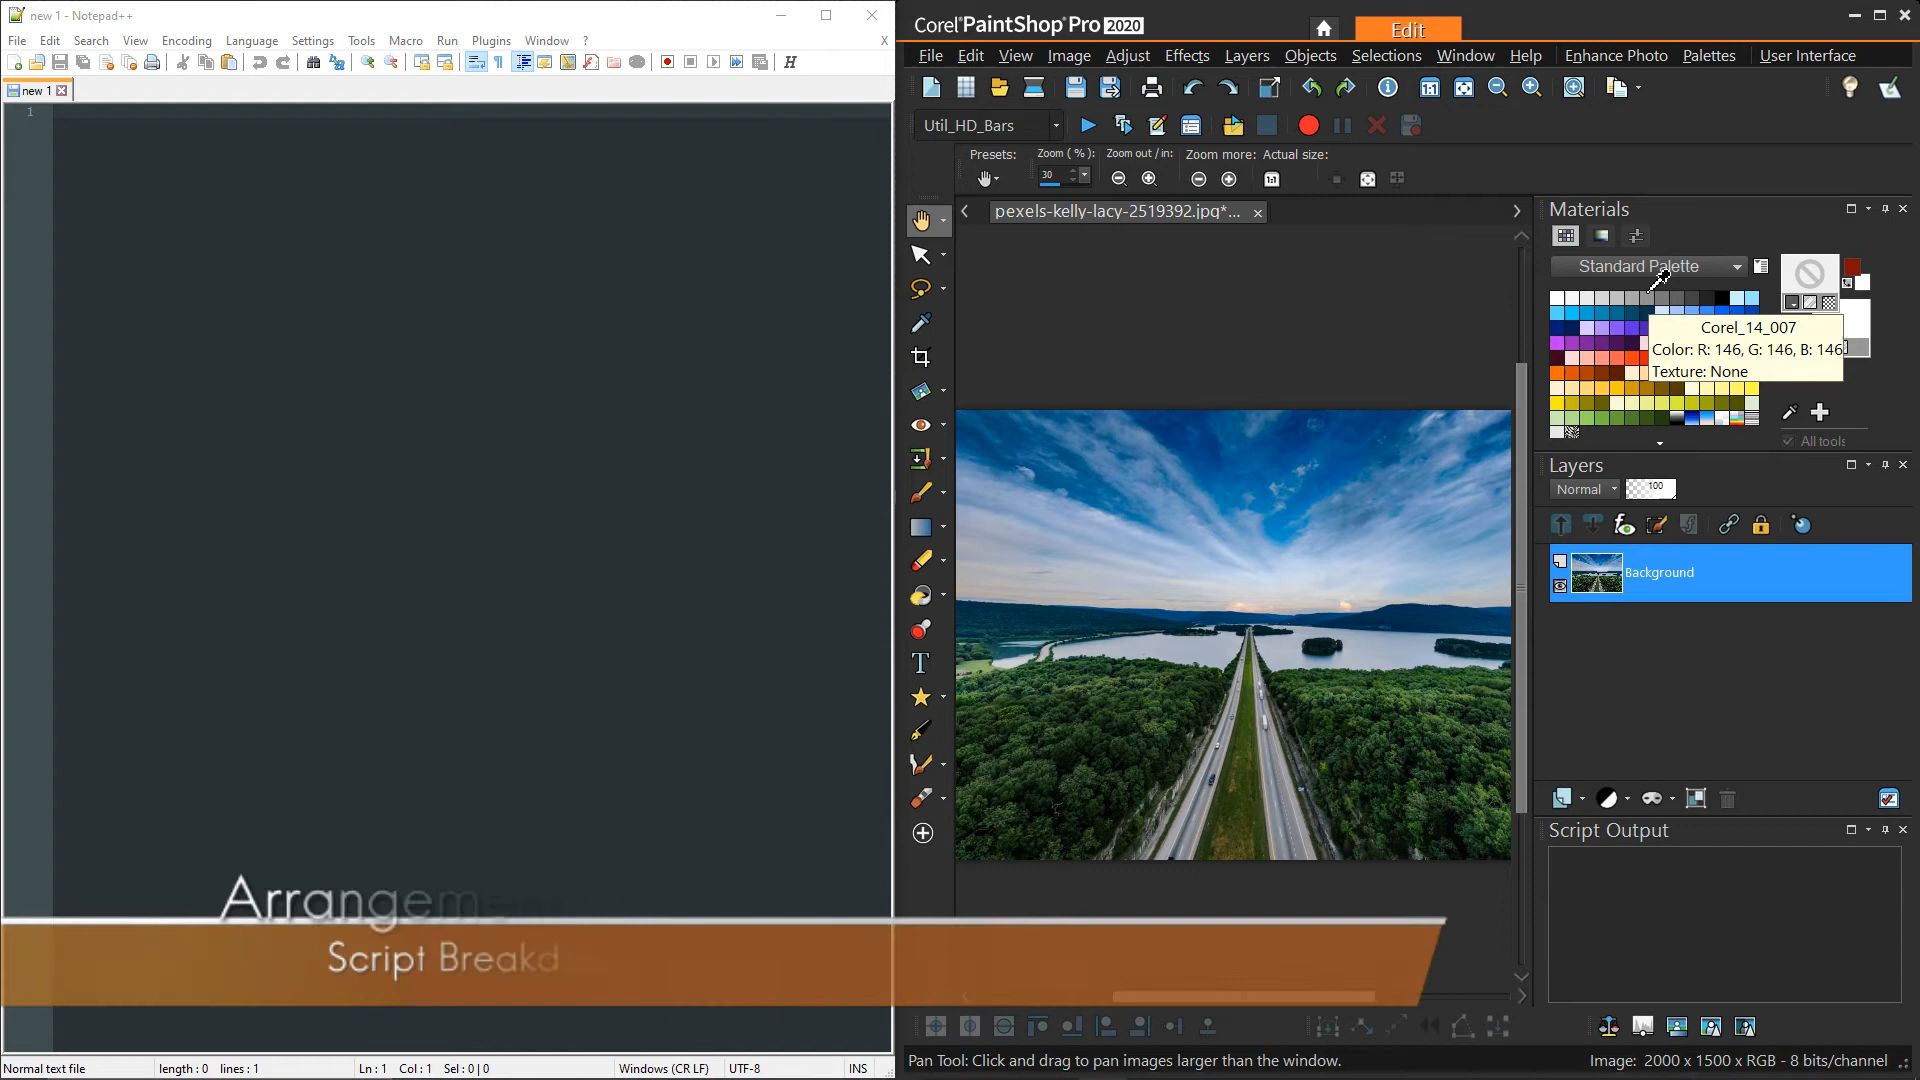 new 1 - Notepad++
File Edit Search View Encoding Language Settings Tools Macro Run Plugins Window ? X
new 1
1
Normal text file length : 0 lines : 1 Ln : 1 Col : 1 Sel : 0 | 0 Windows (CR LF) UTF-8 INS
Corel PaintShop Pro 2020
Edit
File Edit View Image Adjust Effects Layers Objects Selections Window Help Enhance Photo Palettes User Interface
Util_HD_Bars
Presets: Zoom ( % ): Zoom out / in: Zoom more: Actual size:
30
pexels-kelly-lacy-2519392.jpg*...
Materials
Standard Palette
Corel_14_007
Color: R: 146, G: 146, B: 146
Texture: None
All tools
Layers
Normal 100
Background
Script Output
Arrangem
Script Breakd
Pan Tool: Click and drag to pan images larger than the window.
Image: 2000 x 1500 x RGB - 8 bits/channel